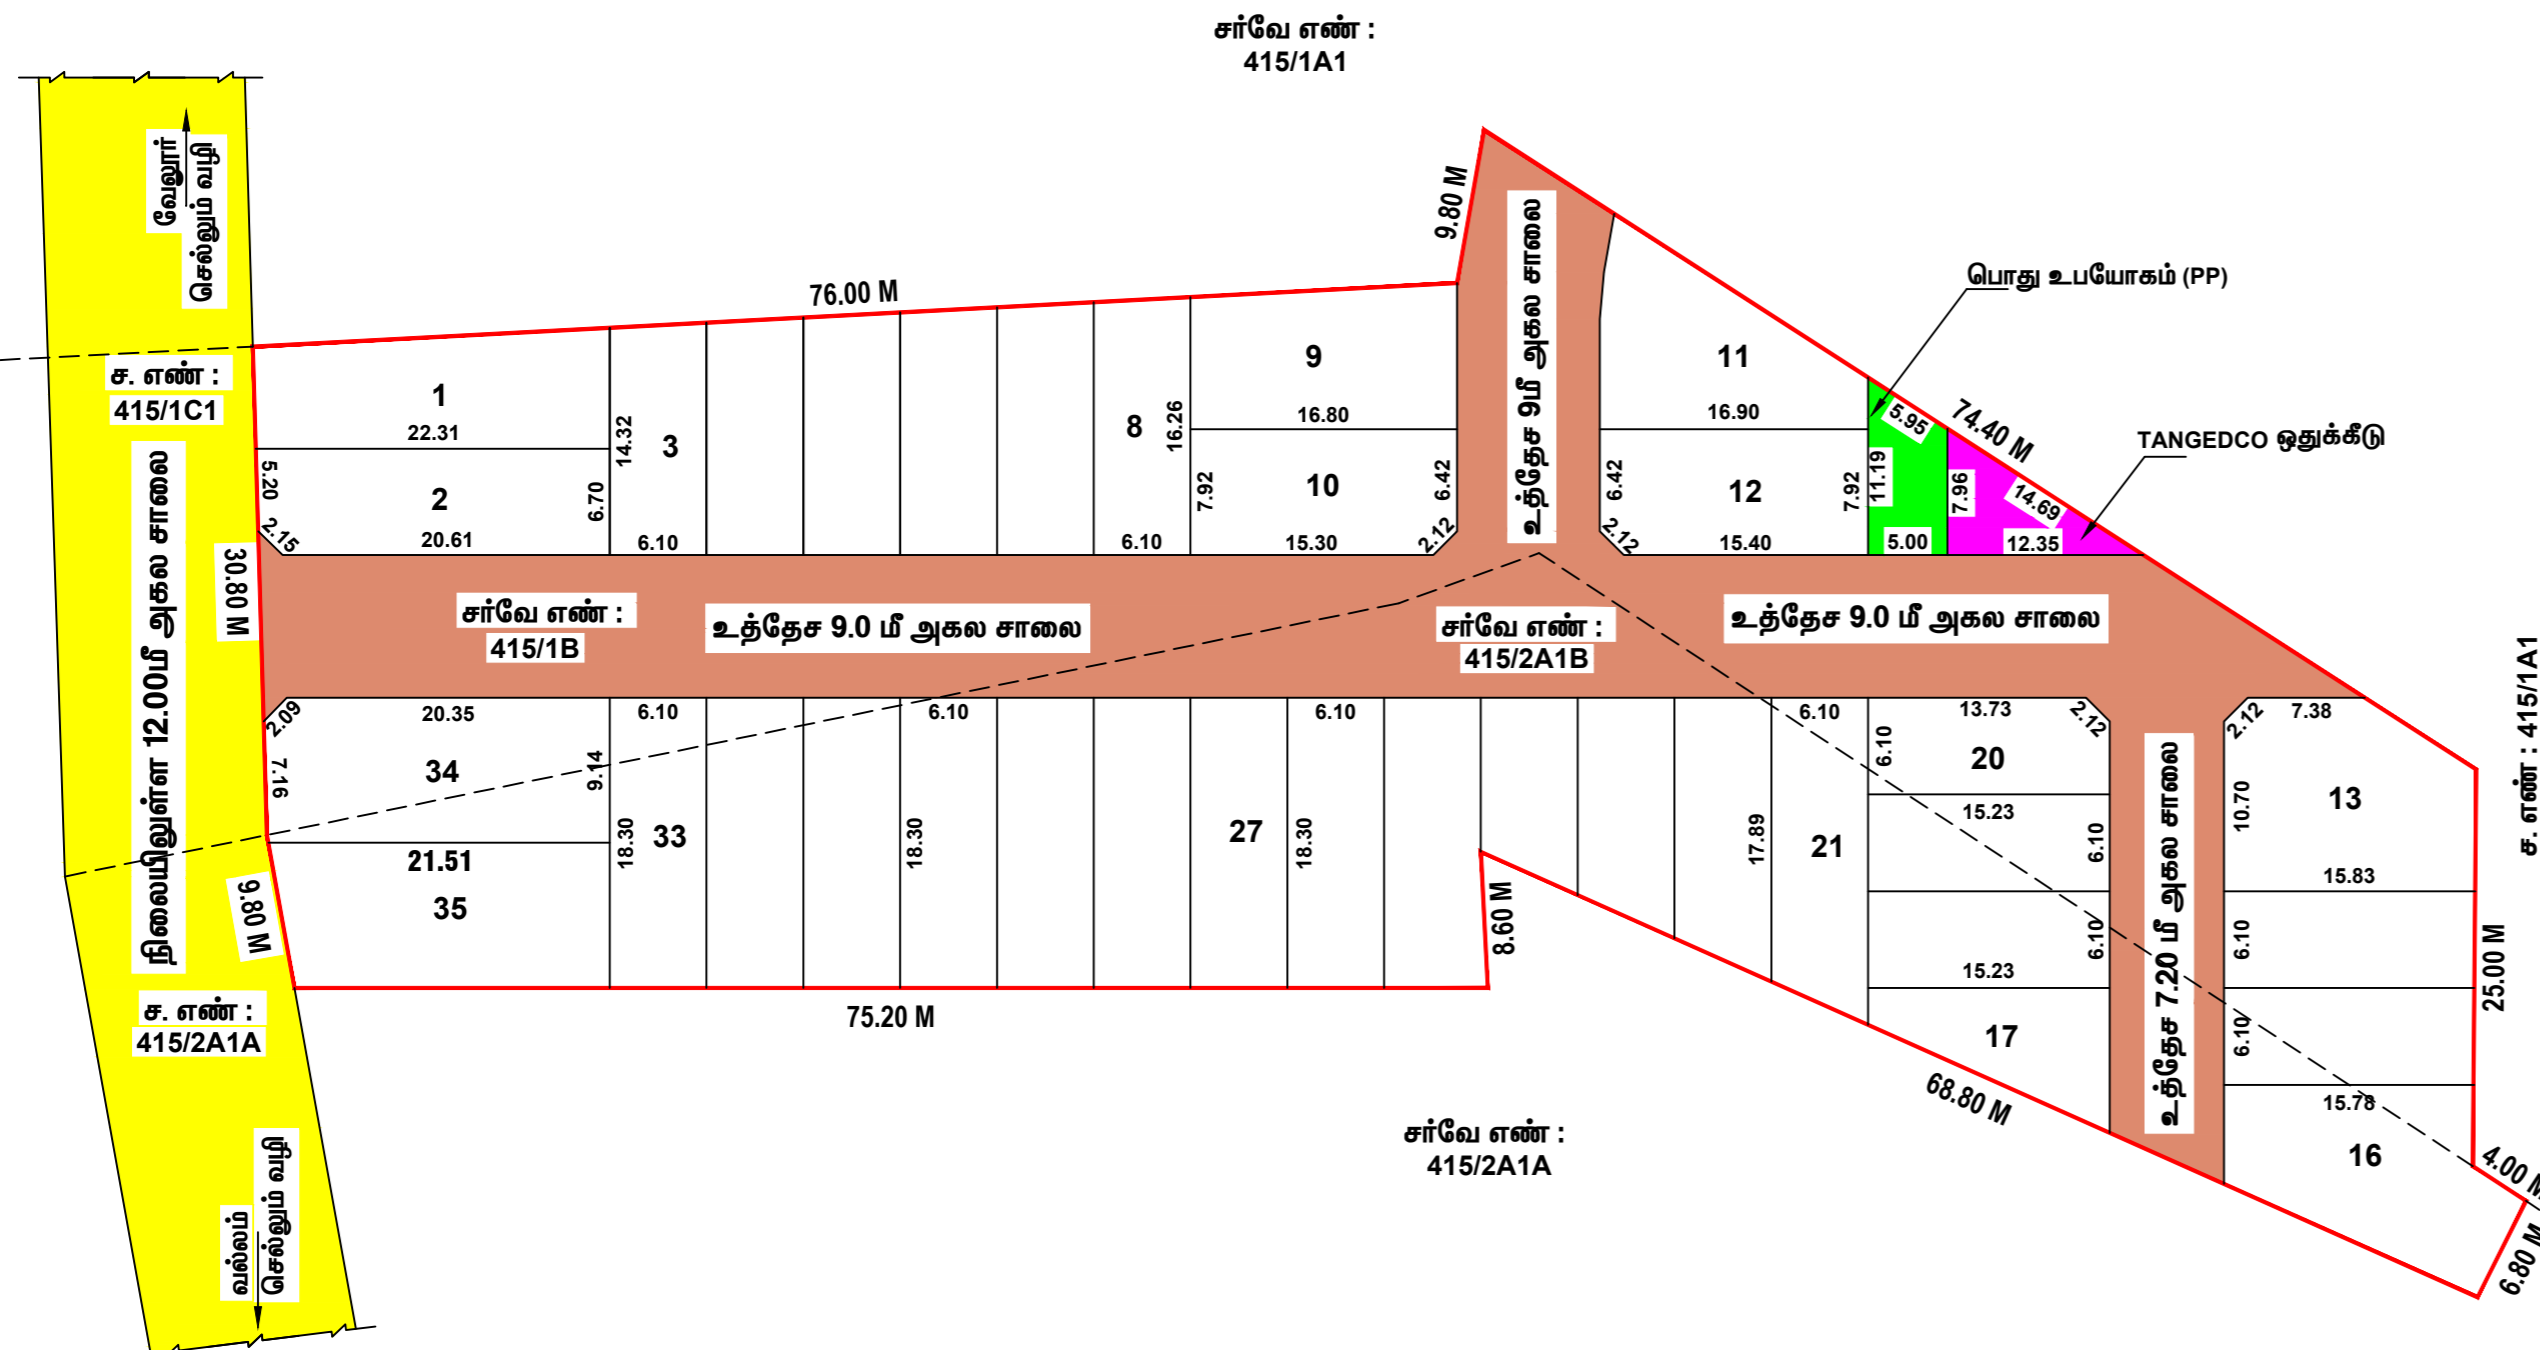 சர்வே எண் :
415/1A1
வேலூர்
செல்லும் வழி
ச. எண் :
415/1C1
நிலையிலுள்ள 12.00மீ அகல சாலை
30.80 M
9.80 M
ச. எண் :
415/2A1A
வல்லம்
செல்லும் வழி
76.00 M
9.80 M
1
22.31
5.20
2
2.15
20.61
6.70
14.32
3
6.10
8
16.26
6.10
9
16.80
7.92
10
6.42
15.30
2.12
உத்தேச 9மீ அகல சாலை
11
16.90
6.42
12
7.92
2.12
15.40
பொது உபயோகம் (PP)
5.95
11.19
5.00
74.40 M
TANGEDCO ஒதுக்கீடு
7.96
14.69
12.35
சர்வே எண் :
415/1B
உத்தேச 9.0 மீ அகல சாலை
சர்வே எண் :
415/2A1B
உத்தேச 9.0 மீ அகல சாலை
ச. எண் : 415/1A1
2.09
20.35
7.16
34
9.14
21.51
35
6.10
18.30
33
6.10
18.30
27
6.10
18.30
8.60 M
75.20 M
6.10
17.89
21
13.73
2.12
6.10
20
15.23
6.10
6.10
15.23
17
68.80 M
உத்தேச 7.20 மீ அகல சாலை
2.12
7.38
10.70
13
15.83
6.10
6.10
15.78
16
25.00 M
4.00 M
6.80 M
சர்வே எண் :
415/2A1A